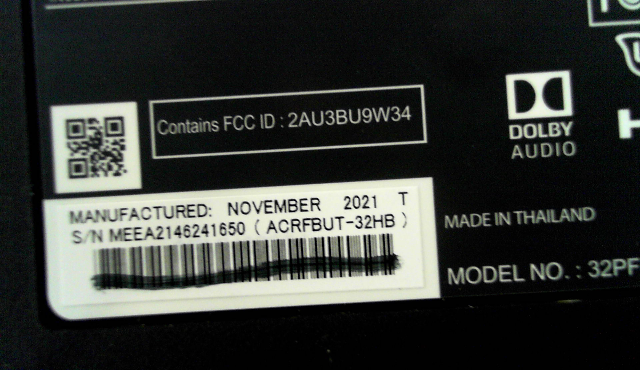 Contains FCC ID : 2AU3BU9W34
DOLBY
AUDIO
MANUFACTURED: NOVEMBER 2021 T
S/N MEEA2146241650 ( ACRFBUT-32HB )
MADE IN THAILAND
MODEL NO. : 32PF